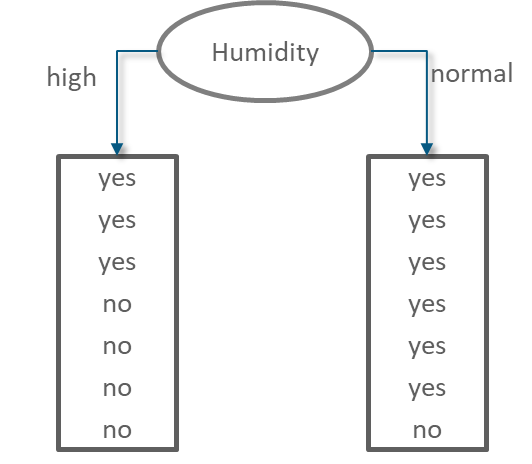 Humidity
high
normal
yes
yes
yes
no
no
no
no
yes
yes
yes
yes
yes
yes
no